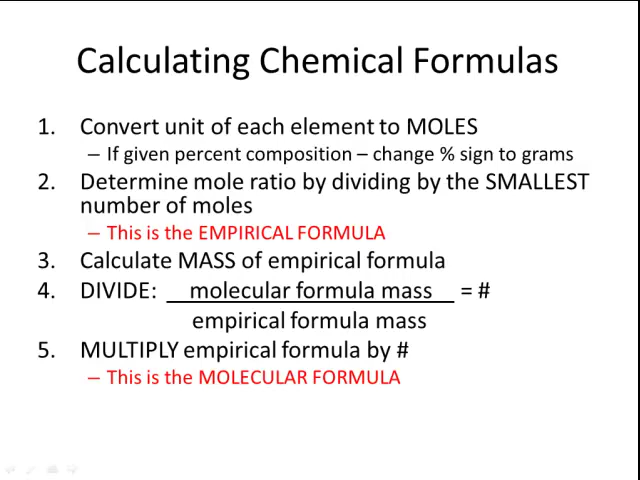 Calculating Chemical Formulas
1. Convert unit of each element to MOLES
– If given percent composition – change % sign to grams
2. Determine mole ratio by dividing by the SMALLEST
number of moles
– This is the EMPIRICAL FORMULA
3. Calculate MASS of empirical formula
4. DIVIDE: molecular formula mass = #
empirical formula mass
5. MULTIPLY empirical formula by #
– This is the MOLECULAR FORMULA